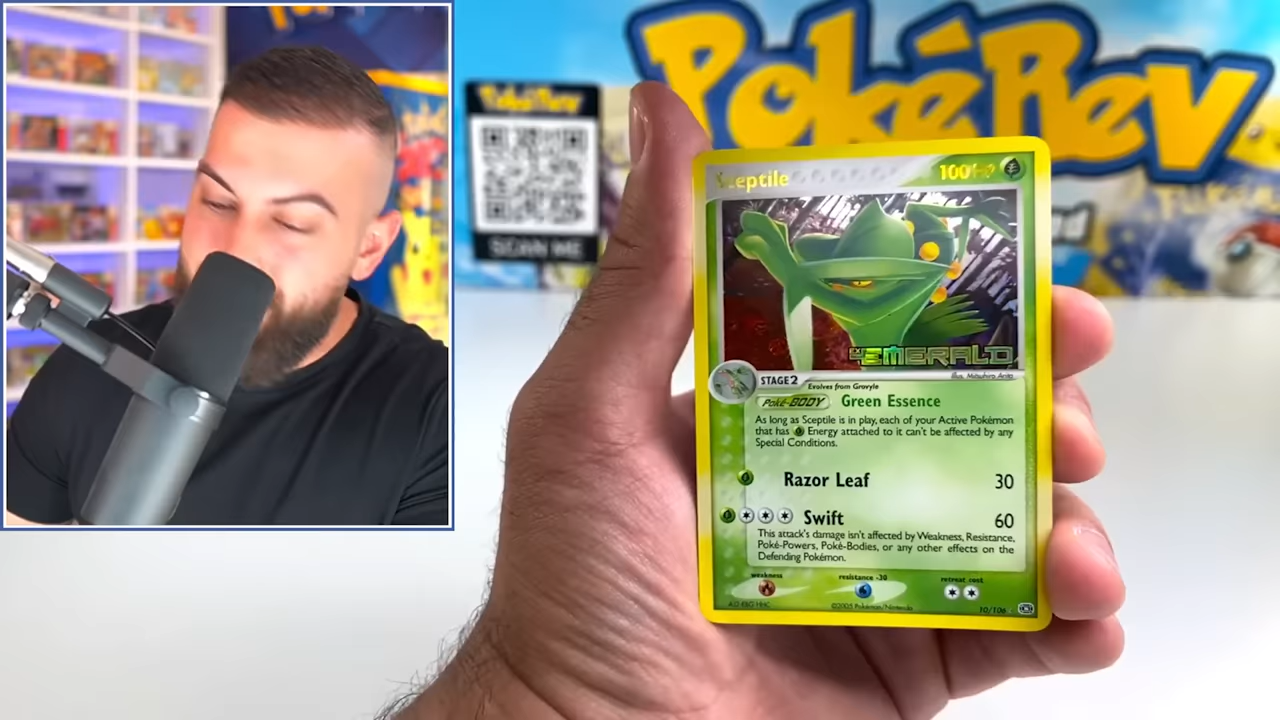 PokéRev
PokéRev
SCAN ME
Sceptile
100 HP
EMERALD
STAGE 2
Evolves from Grovyle
Illus. Mitsuhiro Arita
Poké-BODY Green Essence
As long as Sceptile is in play, each of your Active Pokémon
that has Energy attached to it can't be affected by any
Special Conditions.
Razor Leaf 30
Swift 60
This attack's damage isn't affected by Weakness, Resistance,
Poké-Powers, Poké-Bodies, or any other effects on the
Defending Pokémon.
weakness resistance -30 retreat cost
©2005 Pokémon/Nintendo 10/106